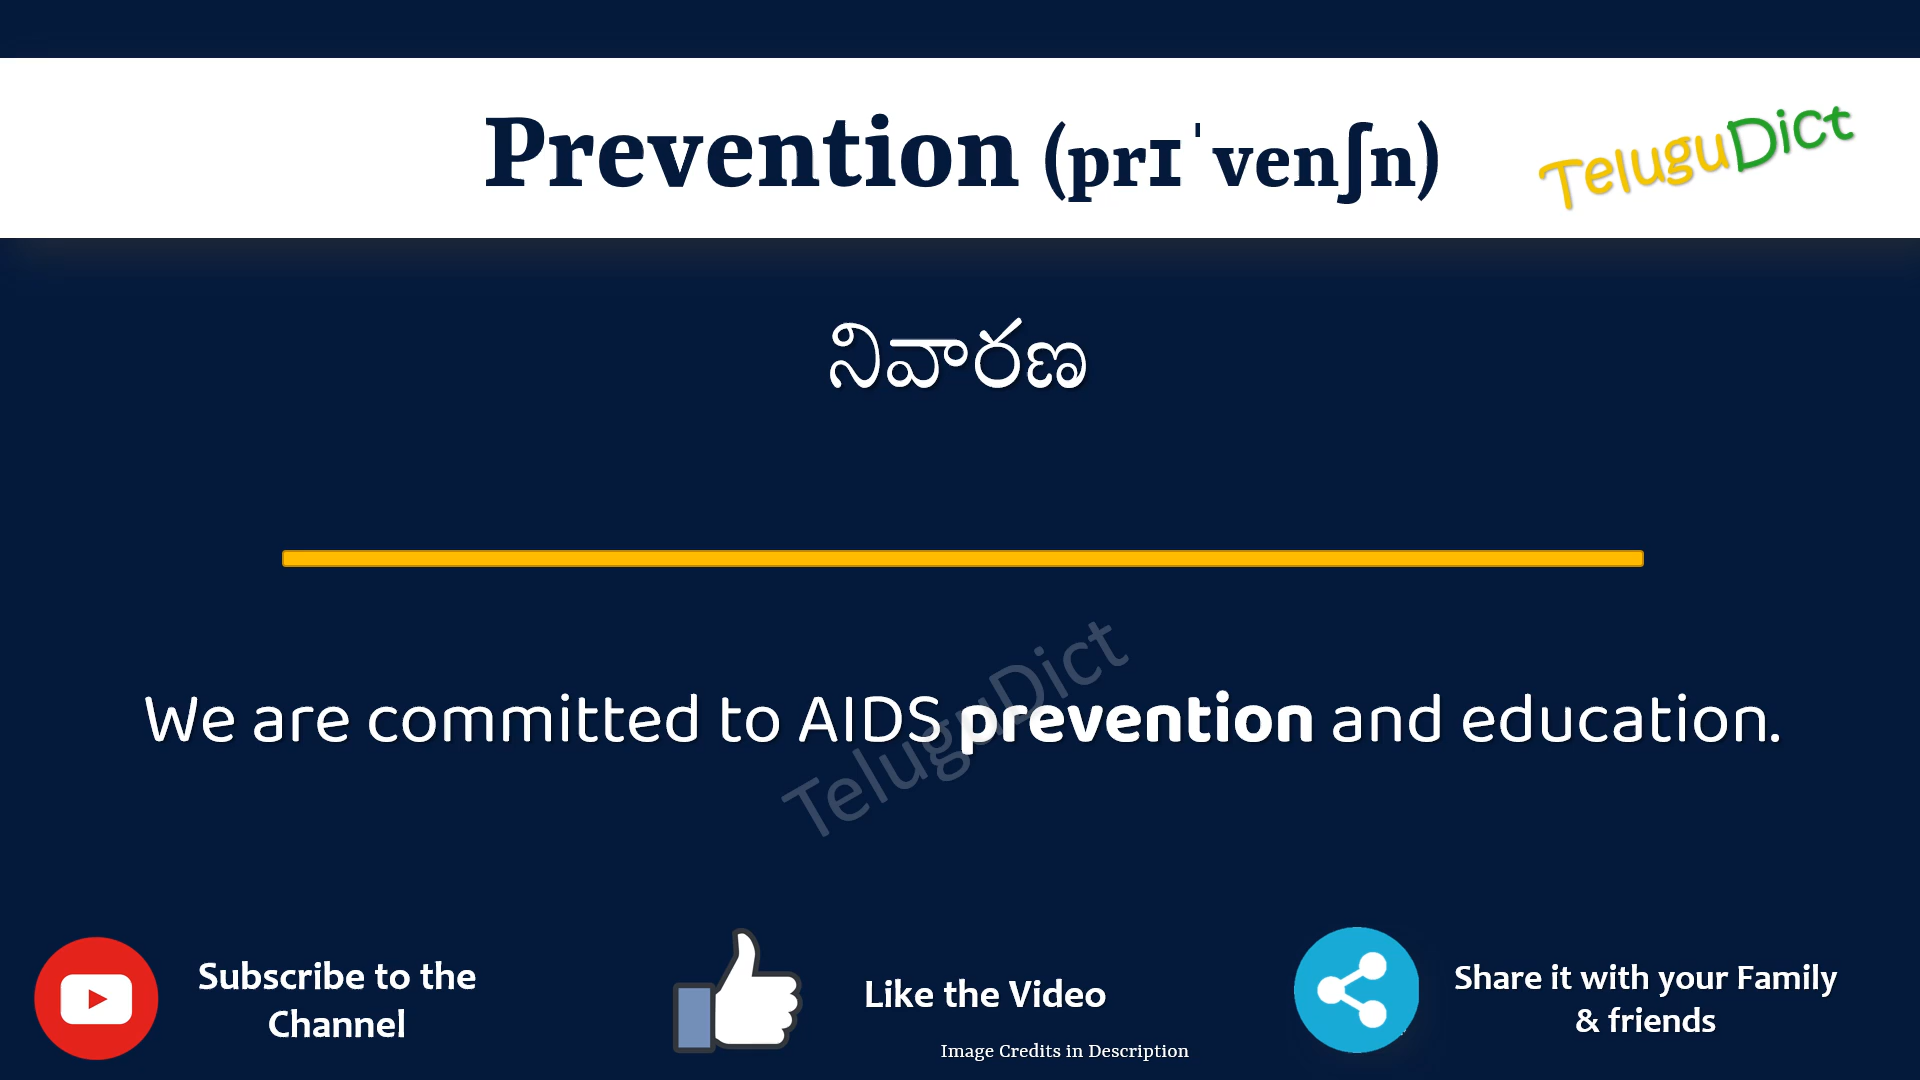 Prevention (prɪˈvenʃn)
TeluguDict
నివారణ
We are committed to AIDS prevention and education.
TeluguDict
Subscribe to the
Channel
Like the Video
Share it with your Family
& friends
Image Credits in Description